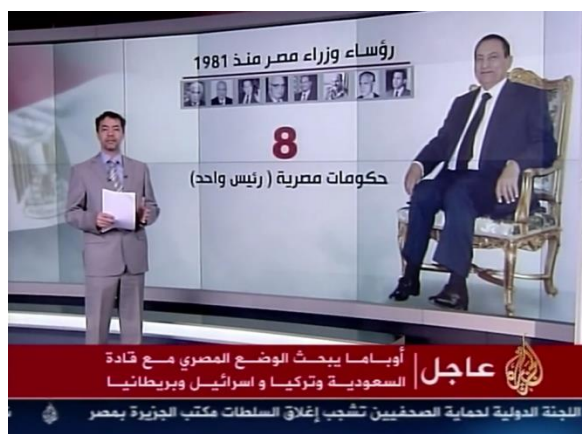 رؤساء وزراء مصر منذ 1981
8
حكومات مصرية ( رئيس واحد)
عاجل
أوباما يبحث الوضع المصري مع قادة
السعودية وتركيا و اسرائيل وبريطانيا
اللجنة الدولية لحماية الصحفيين تشجب إغلاق السلطات مكتب الجزيرة بمصر